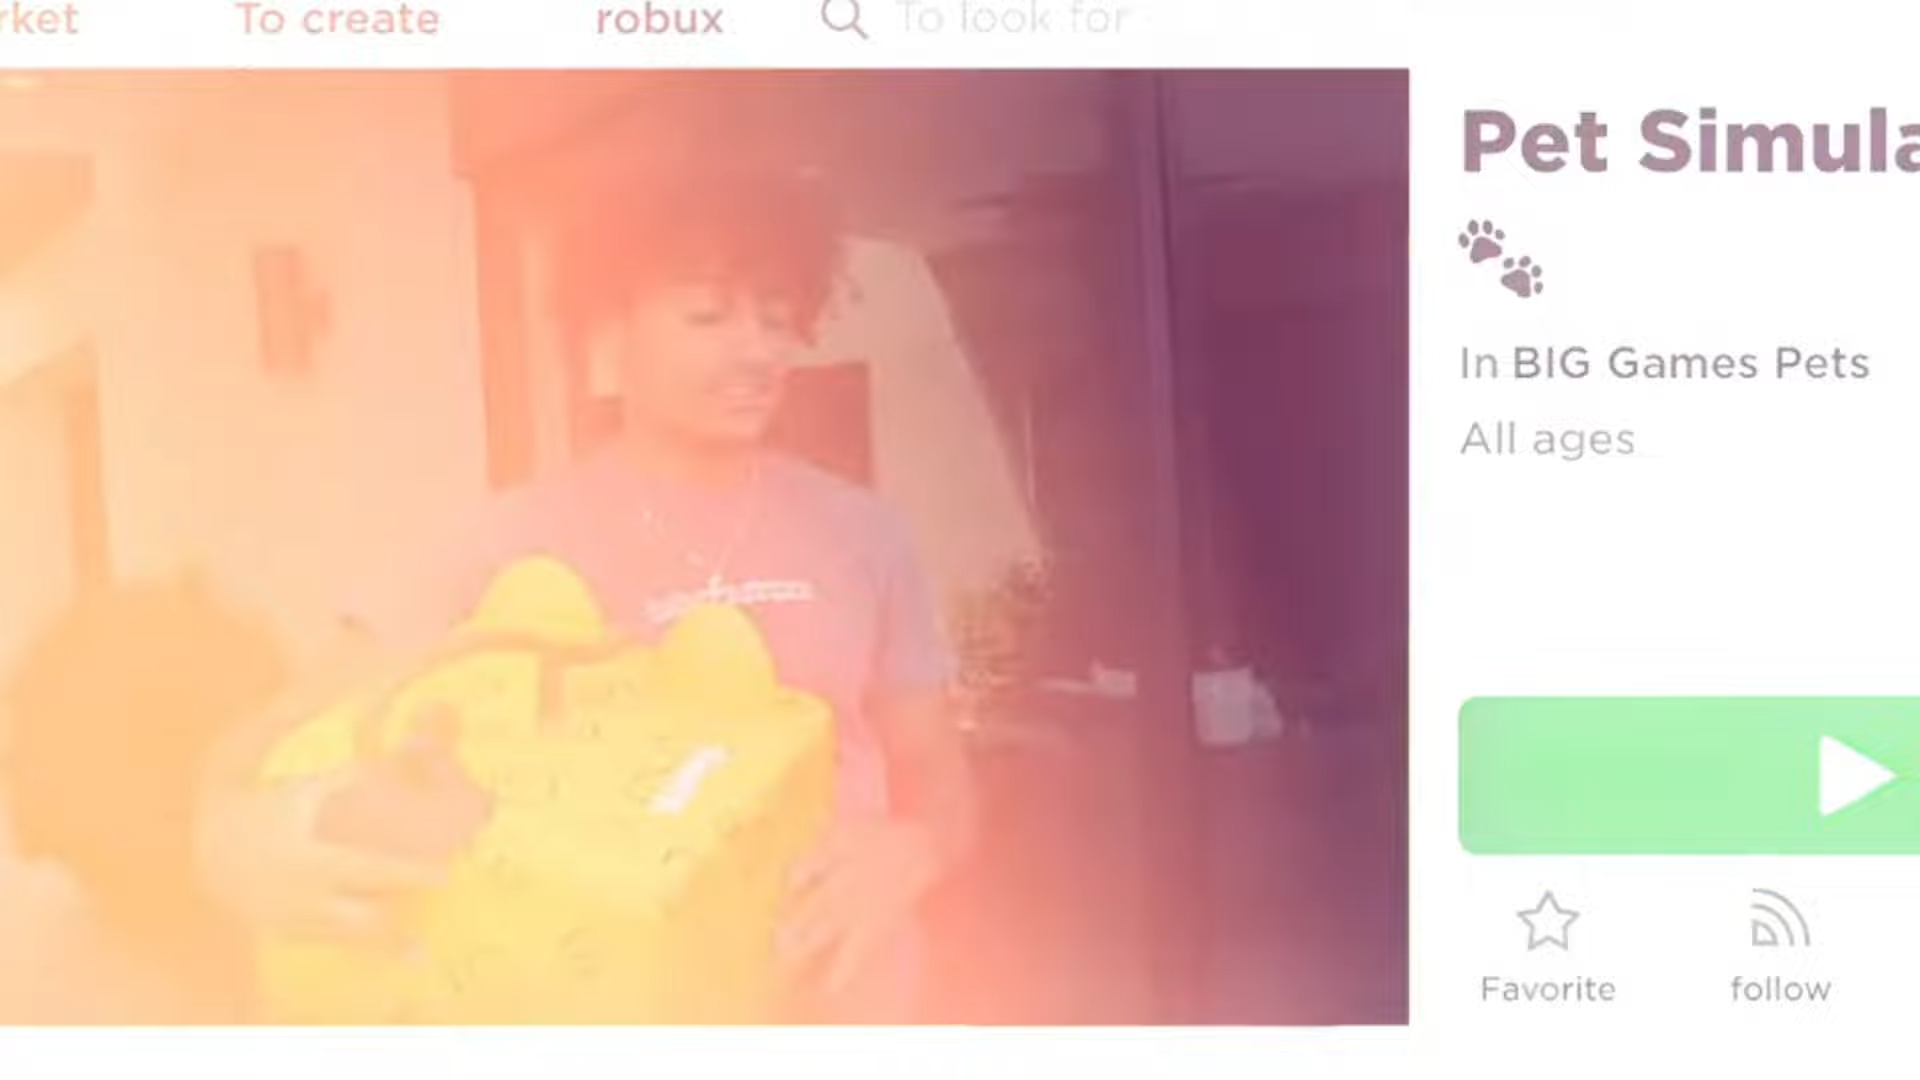 rket To create robux To look for
Pet Simula
In BIG Games Pets
All ages
Favorite follow